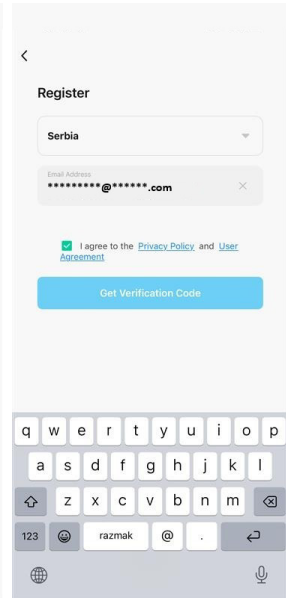 Register
Serbia
Email Address
*********@******.com
I agree to the Privacy Policy and User
Agreement
Get Verification Code
q w e r t y u i o p
a s d f g h j k l
z x c v b n m
123 razmak @ .